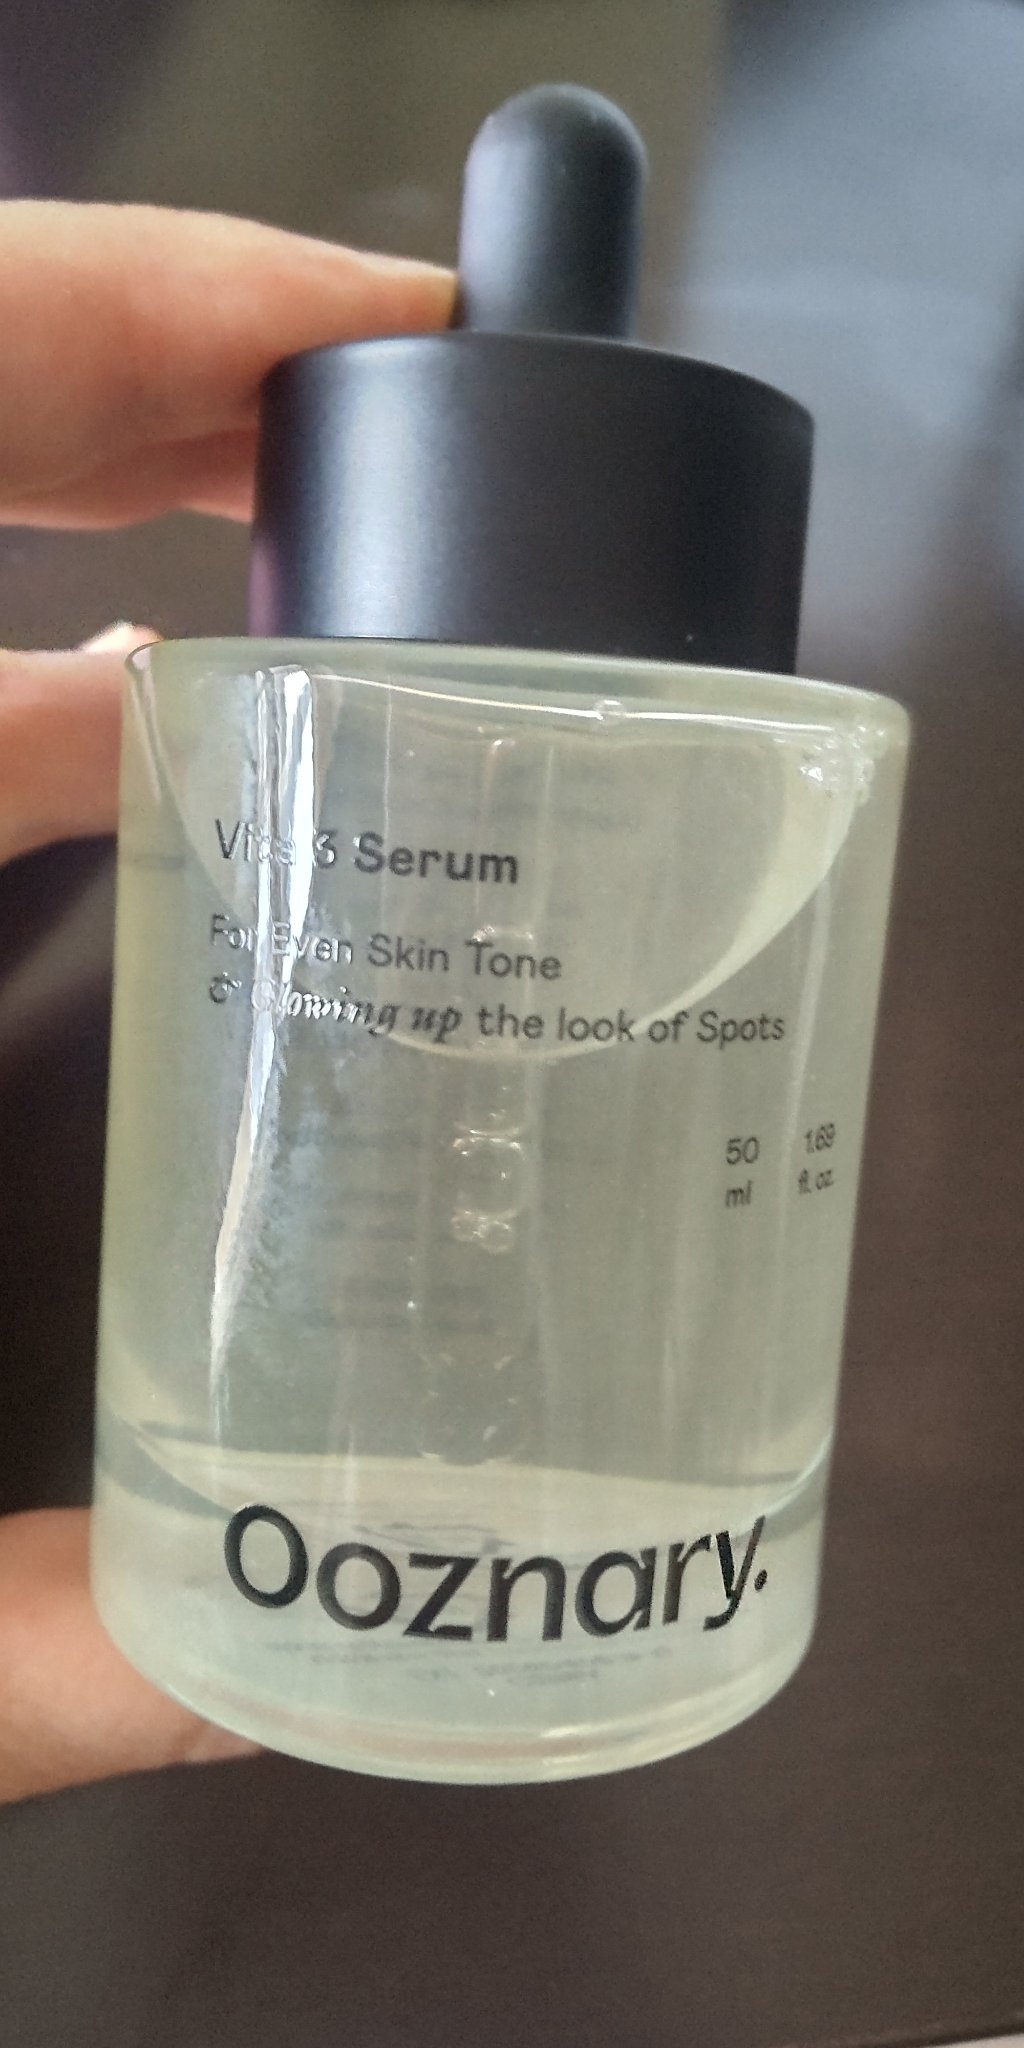 Vita 3 Serum
For Even Skin Tone
& Glowing up the look of Spots
50 1.69
ml fl. oz.
Ooznary.